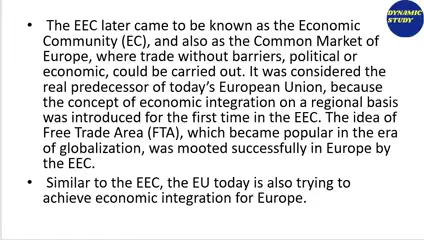 DYNAMIC
STUDY
• The EEC later came to be known as the Economic
Community (EC), and also as the Common Market of
Europe, where trade without barriers, political or
economic, could be carried out. It was considered the
real predecessor of today's European Union, because
the concept of economic integration on a regional basis
was introduced for the first time in the EEC. The idea of
Free Trade Area (FTA), which became popular in the era
of globalization, was mooted successfully in Europe by
the EEC.
• Similar to the EEC, the EU today is also trying to
achieve economic integration for Europe.